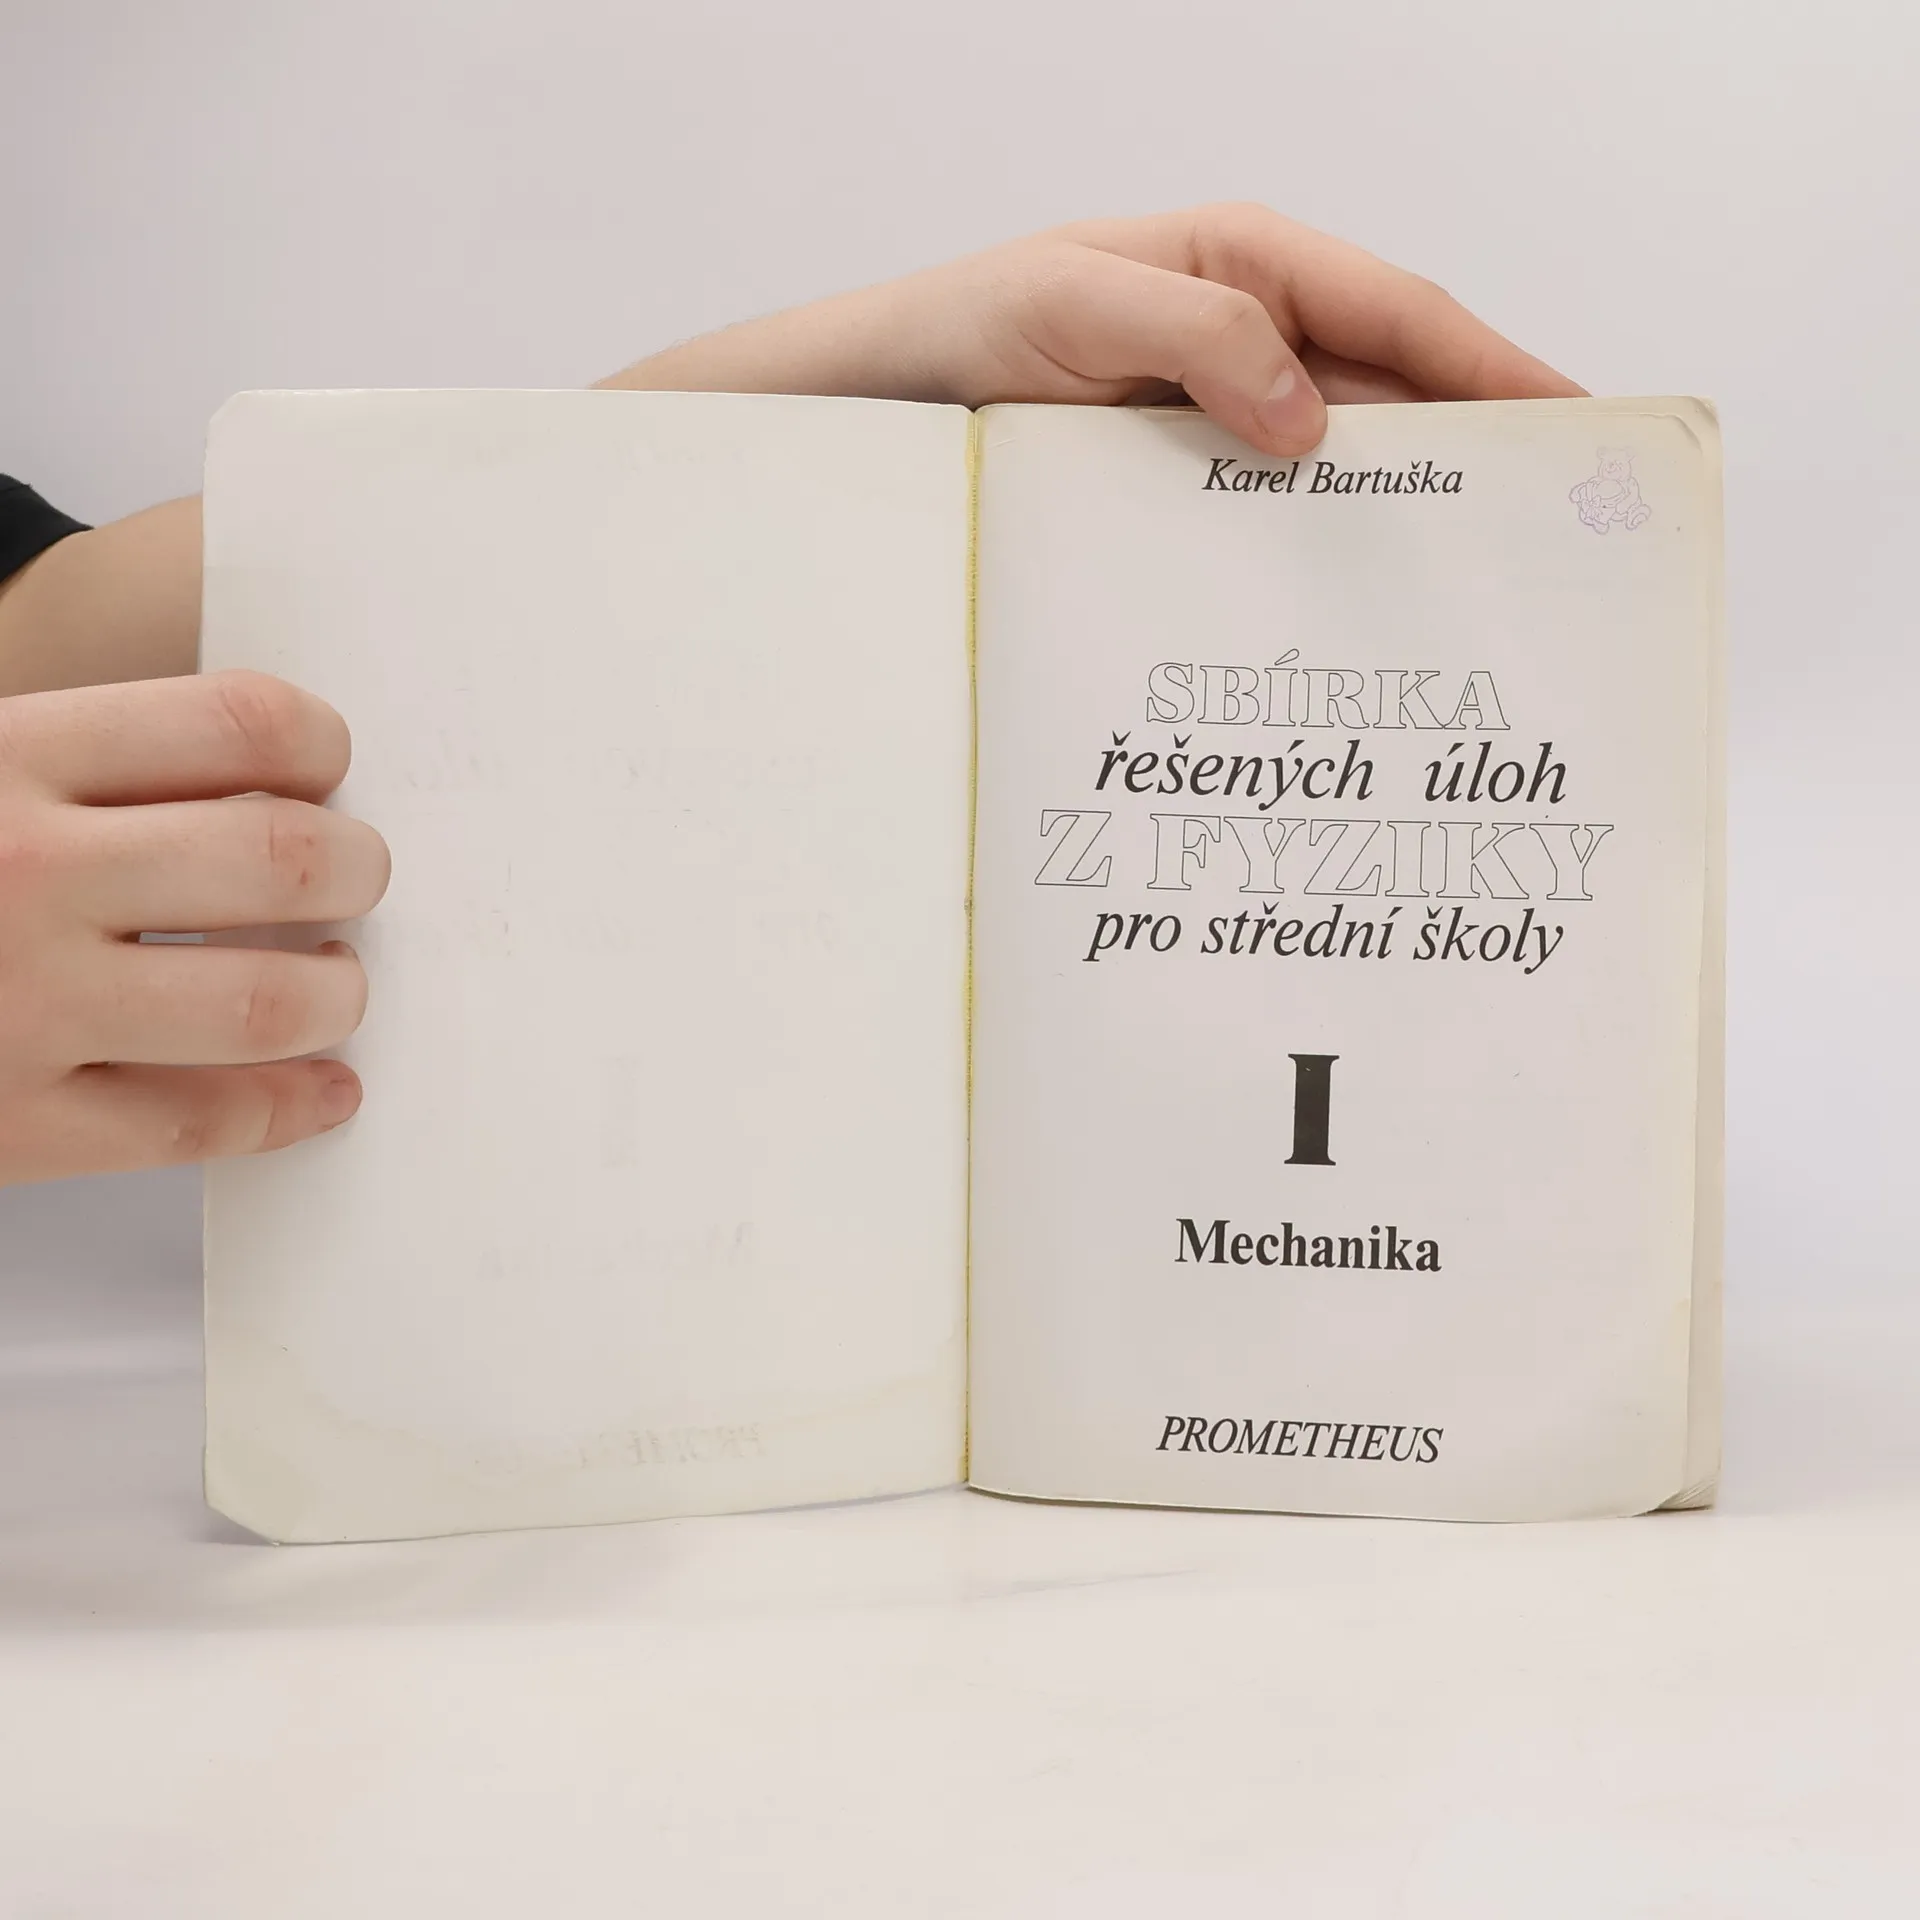 Karel Bartuška
SBÍRKA
řešených úloh
Z FYZIKY
pro střední školy
I
Mechanika
PROMETHEUS